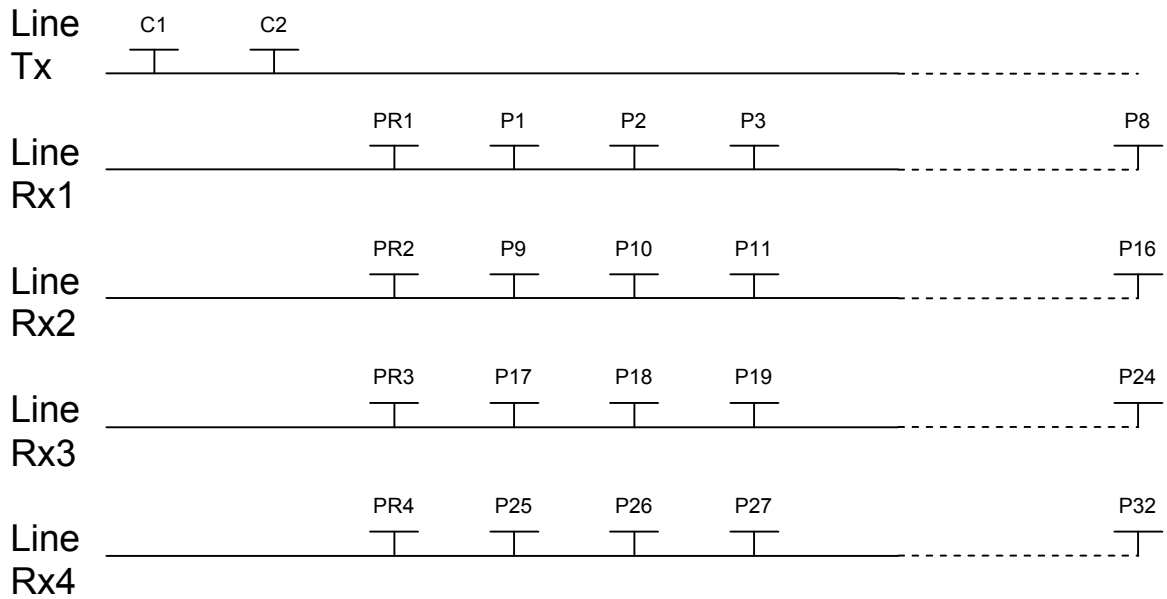 Line
Tx
C1 C2
Line
Rx1
PR1 P1 P2 P3 P8
Line
Rx2
PR2 P9 P10 P11 P16
Line
Rx3
PR3 P17 P18 P19 P24
Line
Rx4
PR4 P25 P26 P27 P32